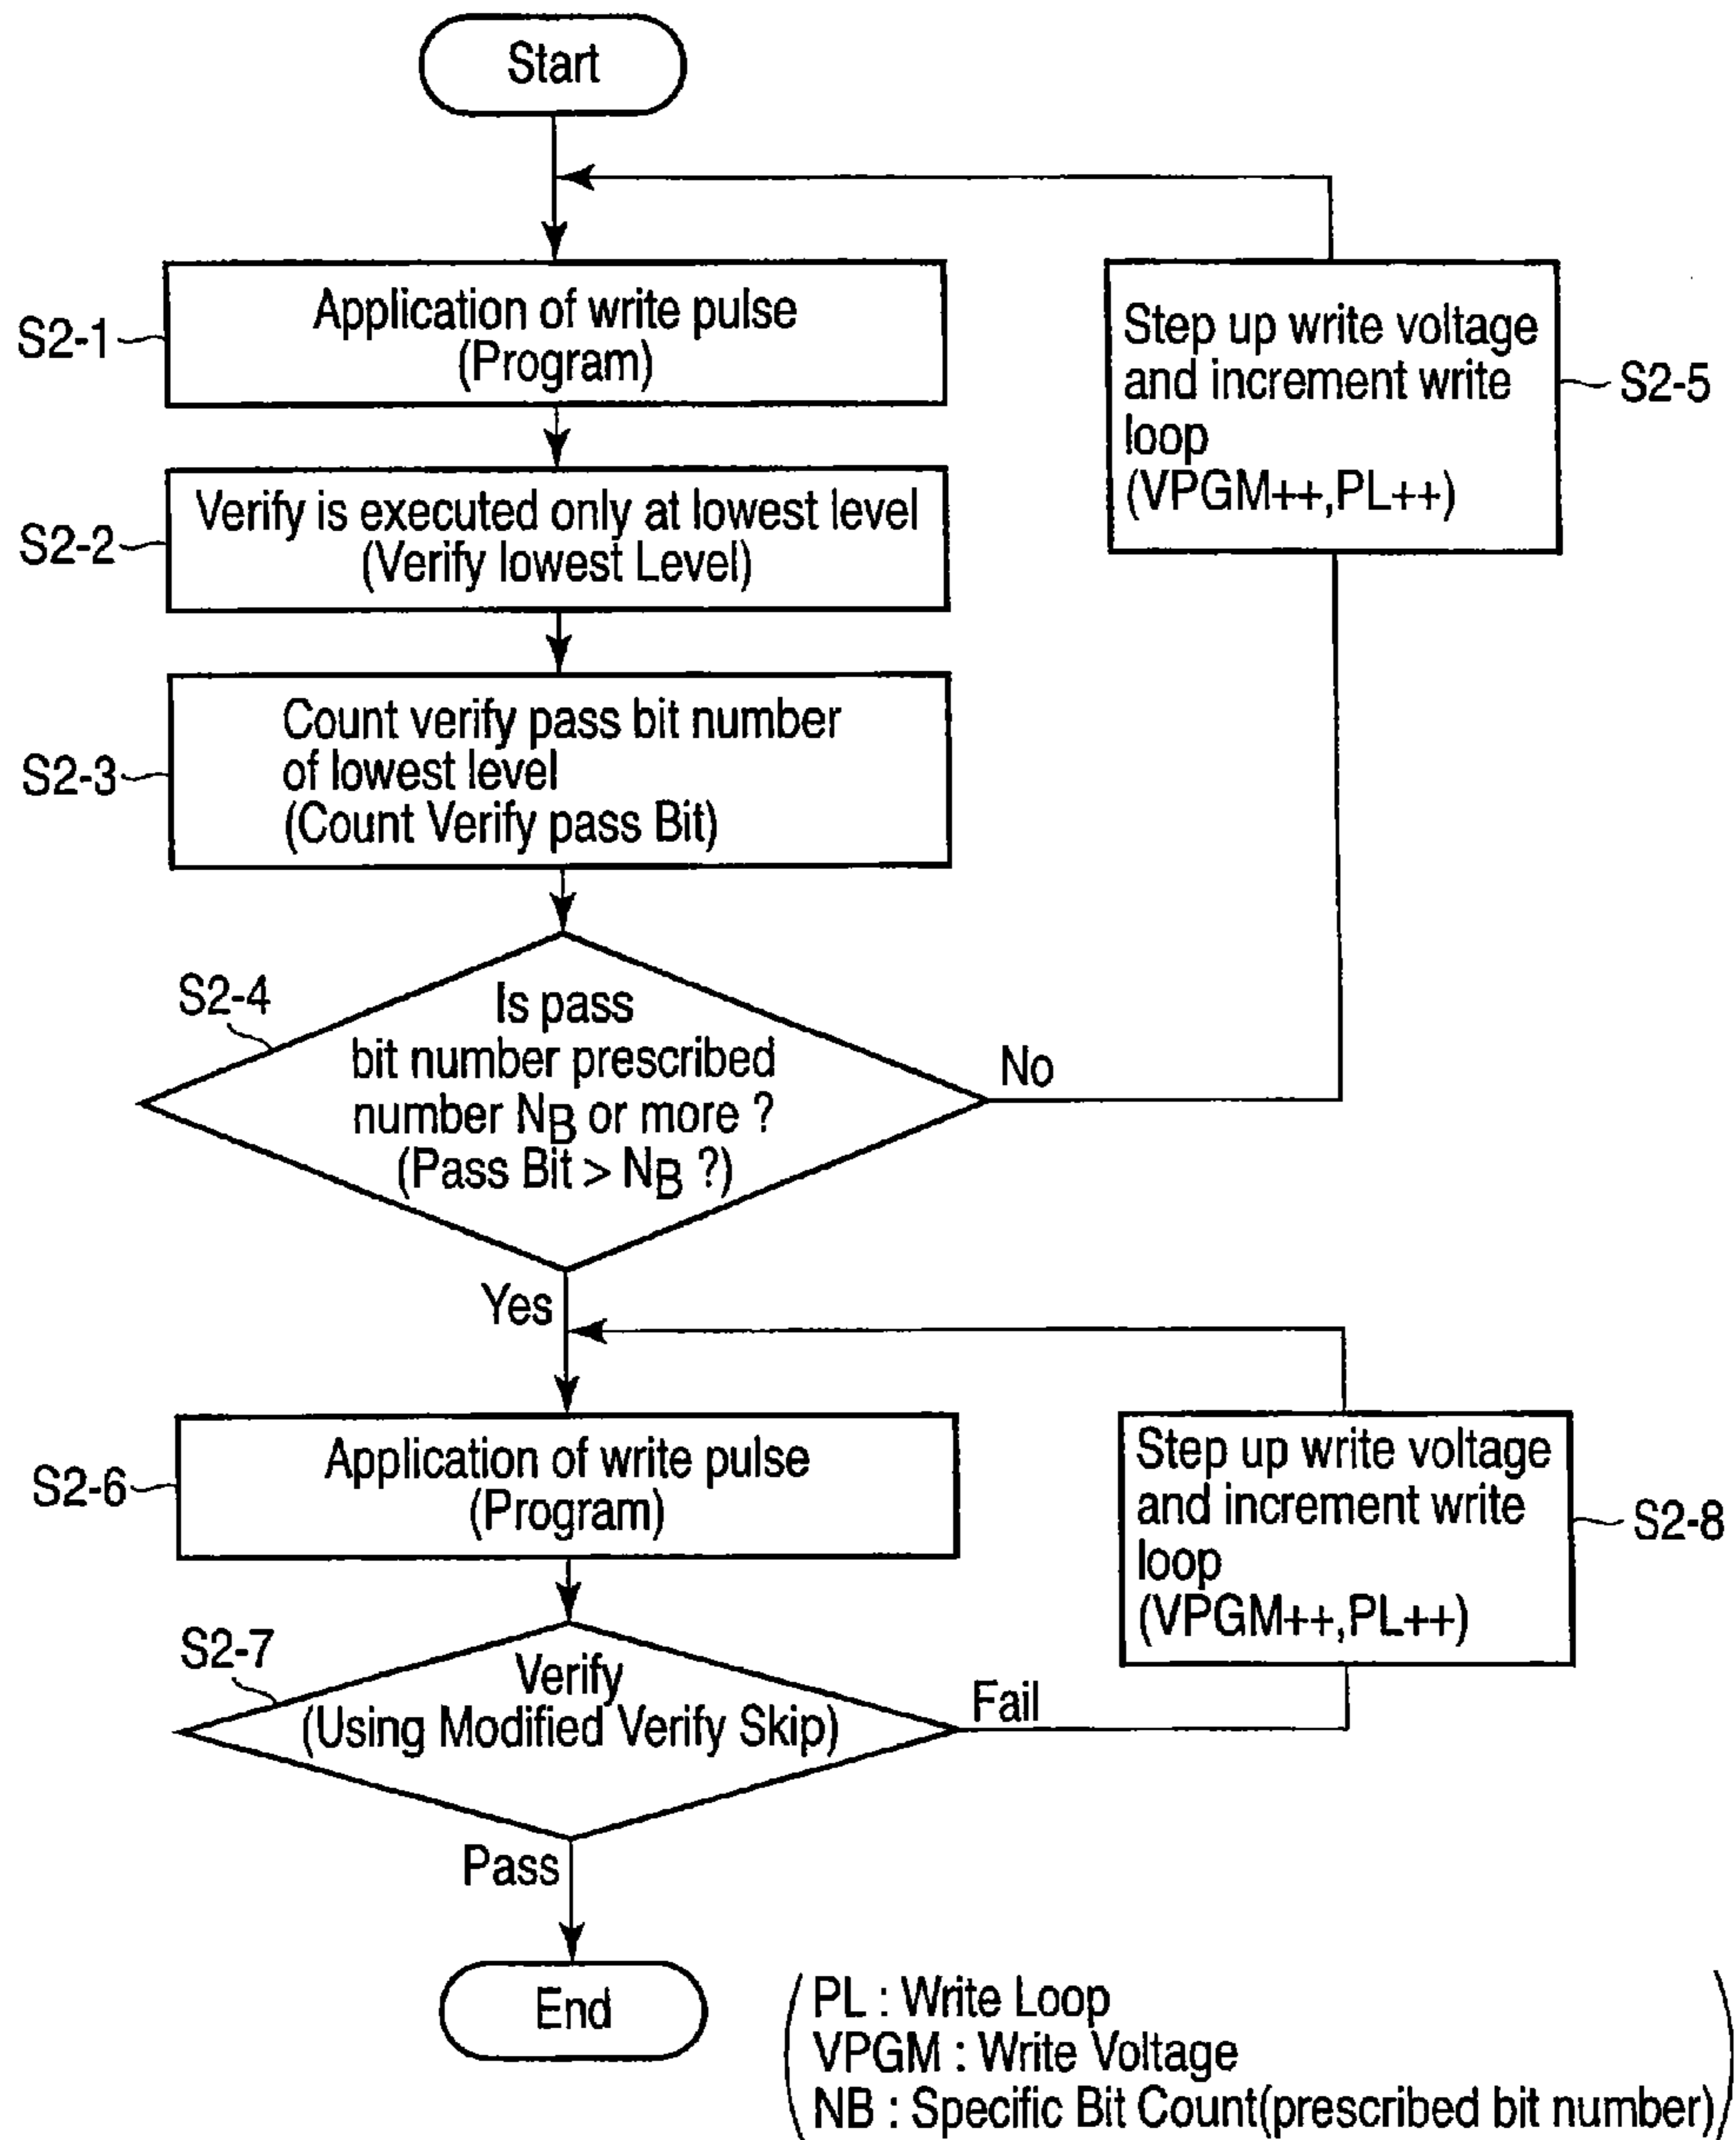 Start
S2-1
Application of write pulse
(Program)
Step up write voltage
and increment write
loop
(VPGM++,PL++)
S2-5
S2-2
Verify is executed only at lowest level
(Verify lowest Level)
S2-3
Count verify pass bit number
of lowest level
(Count Verify pass Bit)
S2-4
Is pass
bit number prescribed
number NB or more ?
(Pass Bit > NB ?)
No
Yes
S2-6
Application of write pulse
(Program)
Step up write voltage
and increment write
loop
(VPGM++,PL++)
S2-8
S2-7
Verify
(Using Modified Verify Skip)
Fail
Pass
End
PL : Write Loop
VPGM : Write Voltage
NB : Specific Bit Count(prescribed bit number)